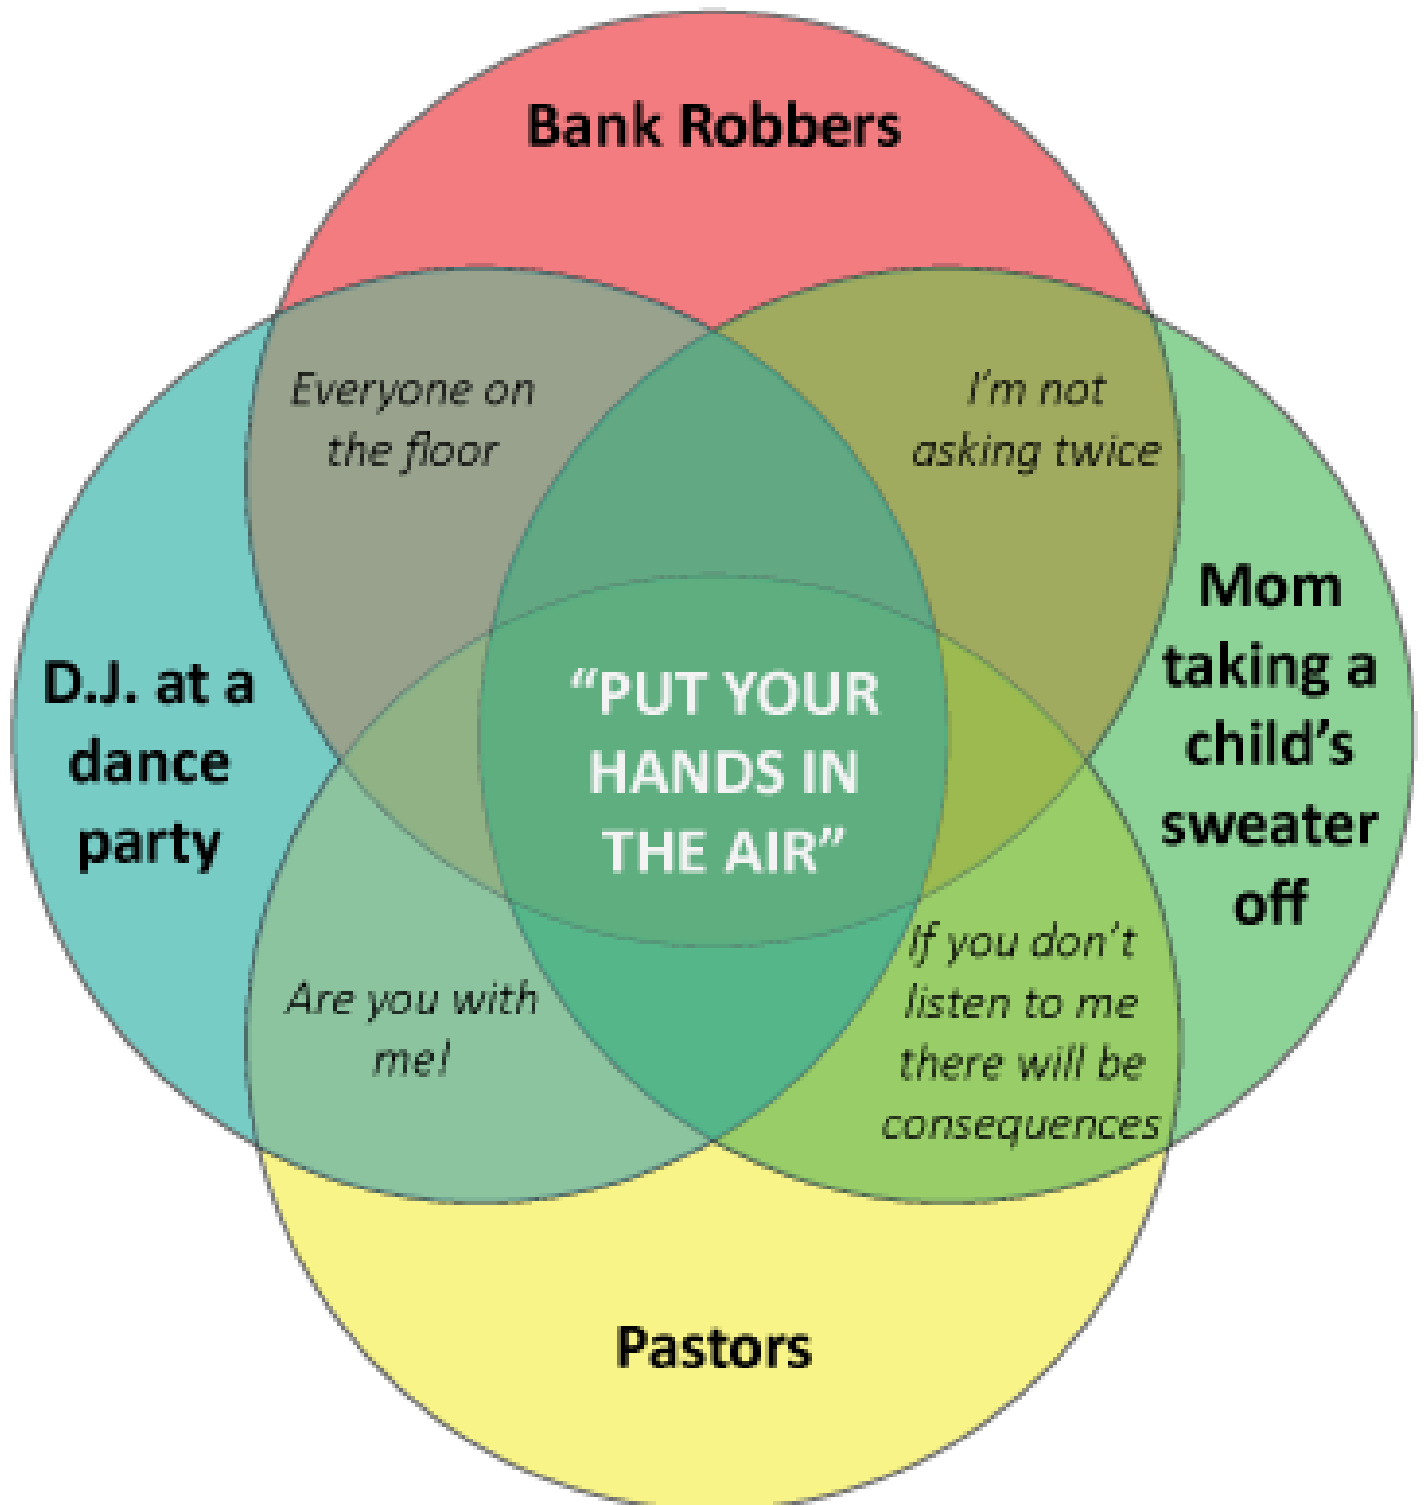 Bank Robbers
Everyone on
the floor
I'm not
asking twice
D.J. at a
dance
party
“PUT YOUR
HANDS IN
THE AIR”
Mom
taking a
child's
sweater
off
Are you with
me!
If you don't
listen to me
there will be
consequences
Pastors